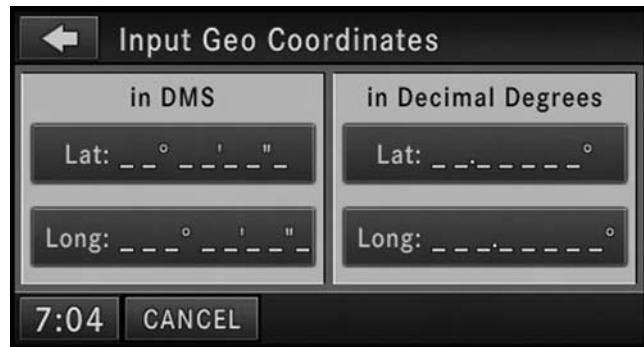 Input Geo Coordinates
in DMS
Lat: _ _° _ _' _ _"_
Long: _ _ _° _ _' _ _"_
in Decimal Degrees
Lat: _ _._ _ _ _ _°
Long: _ _ _._ _ _ _ _°
7:04 CANCEL